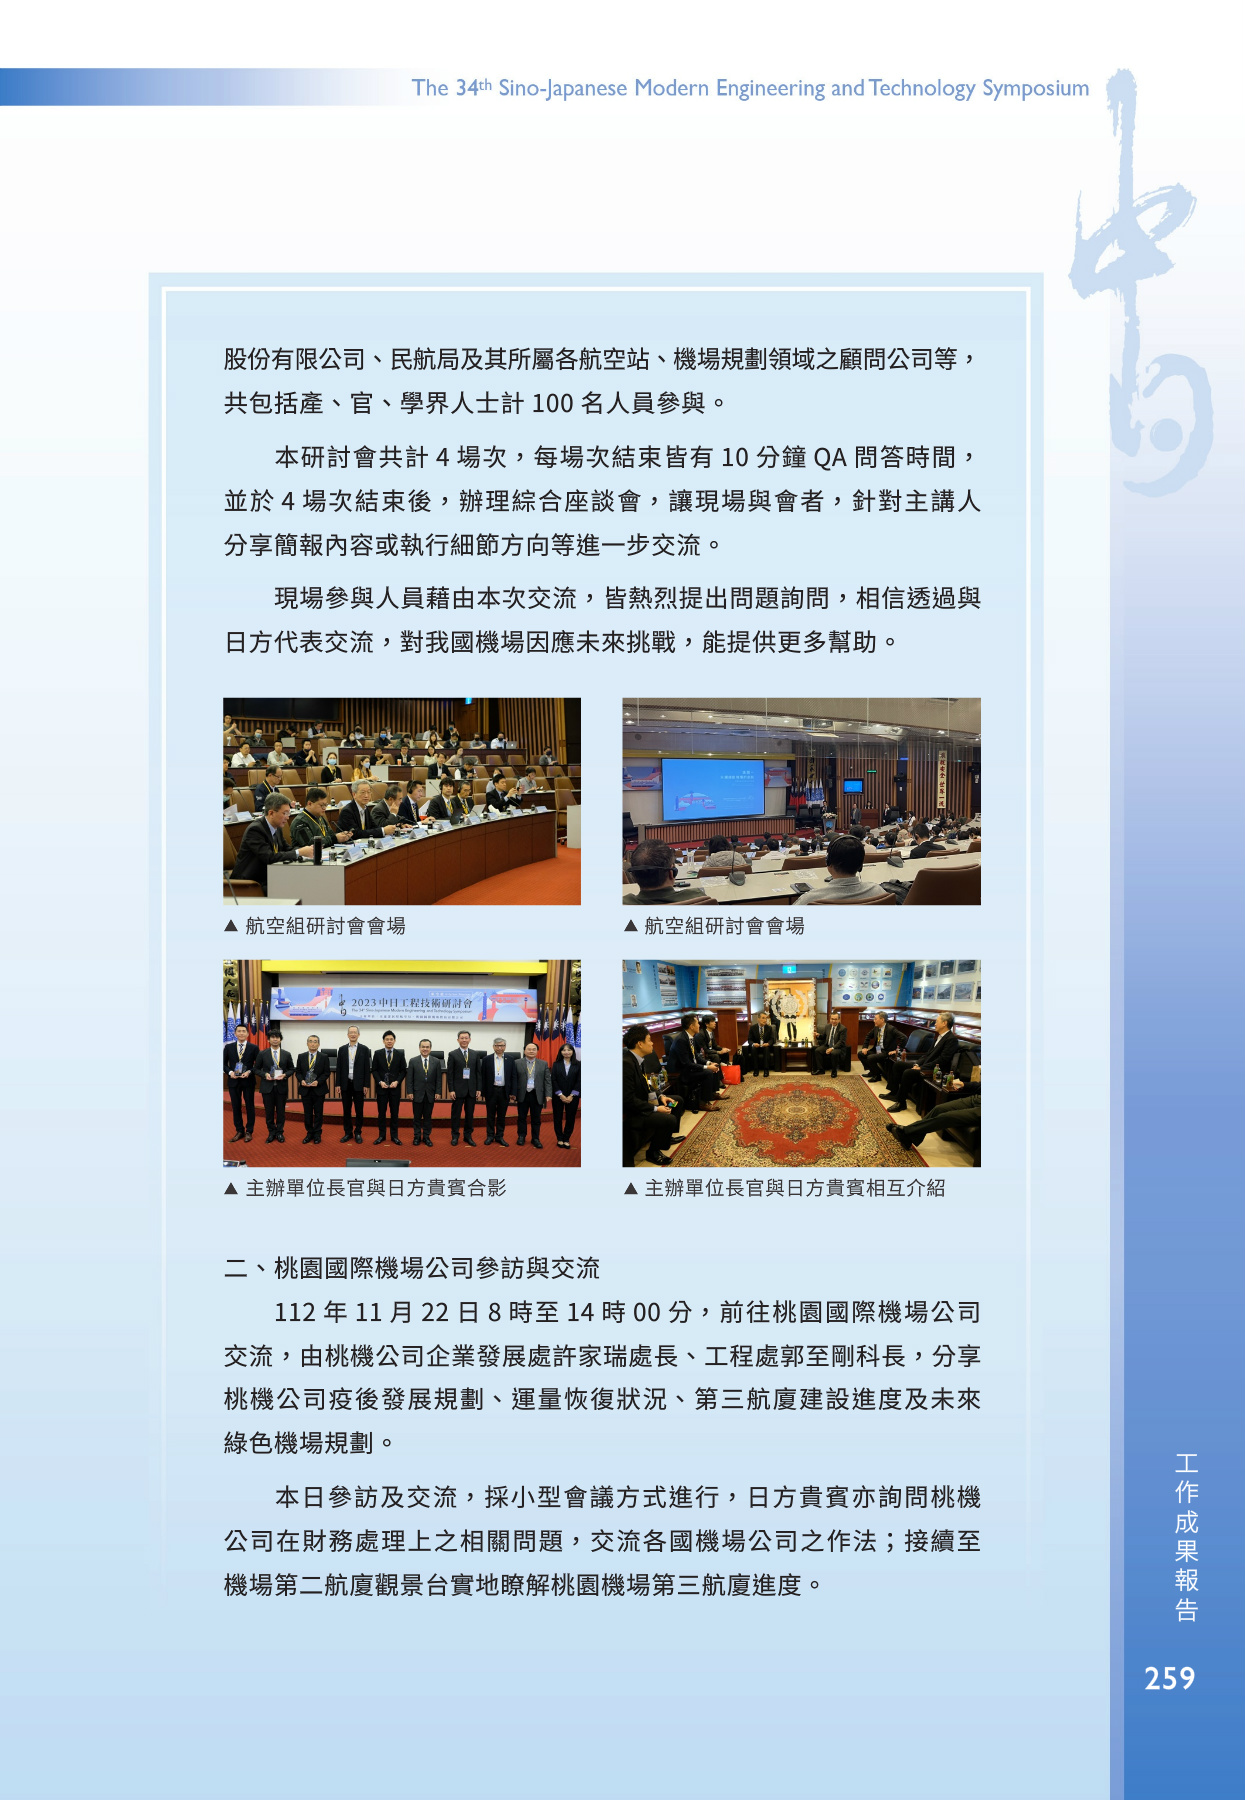 The 34th Sino-Japanese Modern Engineering and Technology Symposium
中日
股份有限公司、民航局及其所屬各航空站、機場規劃領域之顧問公司等，
共包括產、官、學界人士計 100 名人員參與。
本研討會共計 4 場次，每場次結束皆有 10 分鐘 QA 問答時間，
並於 4 場次結束後，辦理綜合座談會，讓現場與會者，針對主講人
分享簡報內容或執行細節方向等進一步交流。
現場參與人員藉由本次交流，皆熱烈提出問題詢問，相信透過與
日方代表交流，對我國機場因應未來挑戰，能提供更多幫助。
▲ 航空組研討會會場
▲ 航空組研討會會場
2023 中日工程技術研討會
▲ 主辦單位長官與日方貴賓合影
▲ 主辦單位長官與日方貴賓相互介紹
二、桃園國際機場公司參訪與交流
112 年 11 月 22 日 8 時至 14 時 00 分，前往桃園國際機場公司
交流，由桃機公司企業發展處許家瑞處長、工程處郭至剛科長，分享
桃機公司疫後發展規劃、運量恢復狀況、第三航廈建設進度及未來
綠色機場規劃。
本日參訪及交流，採小型會議方式進行，日方貴賓亦詢問桃機
公司在財務處理上之相關問題，交流各國機場公司之作法；接續至
機場第二航廈觀景台實地瞭解桃園機場第三航廈進度。
工作成果報告
259